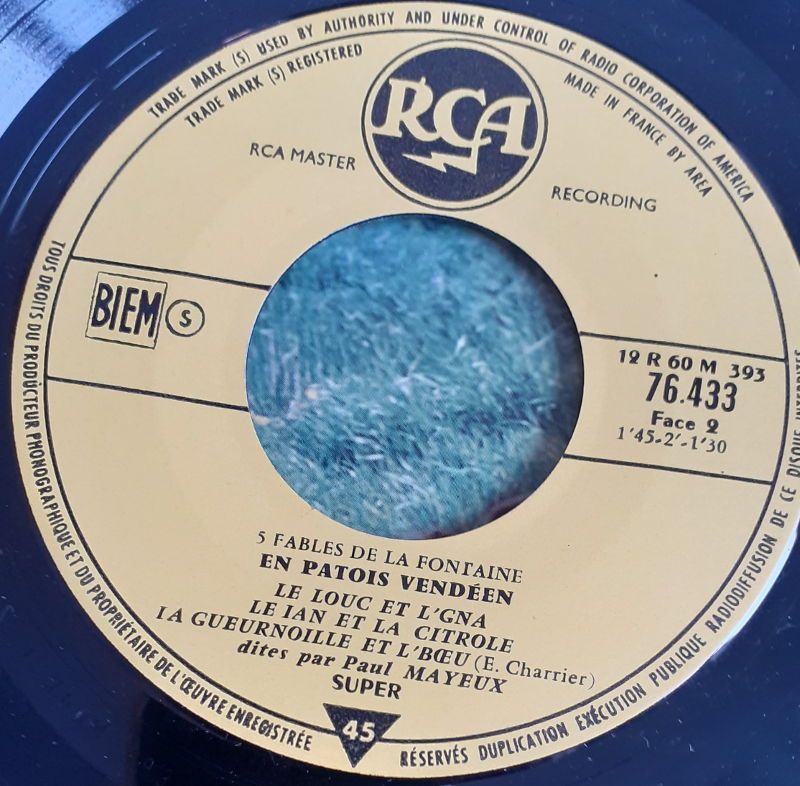 TRADE MARK (S) USED BY AUTHORITY AND UNDER CONTROL OF RADIO CORPORATION OF AMERICA
TRADE MARK (S) REGISTERED
MADE IN FRANCE BY AREA
RCA
RCA MASTER
RECORDING
BIEM
S
12 R 60 M 393
76.433
Face 2
1'45-2'-1'30
5 FABLES DE LA FONTAINE
EN PATOIS VENDÉEN
LE LOUC ET L'GNA
LE IAN ET LA CITROLE
IA GUEURNOILLE ET L'BŒU (E. Charrier)
dites par Paul MAYEUX
SUPER
45
TOUS DROITS DU PRODUCTEUR PHONOGRAPHIQUE ET DU PROPRIÉTAIRE DE L'ŒUVRE ENREGISTRÉE
RÉSERVÉS DUPLICATION EXÉCUTION PUBLIQUE RADIODIFFUSION DE CE DISQUE